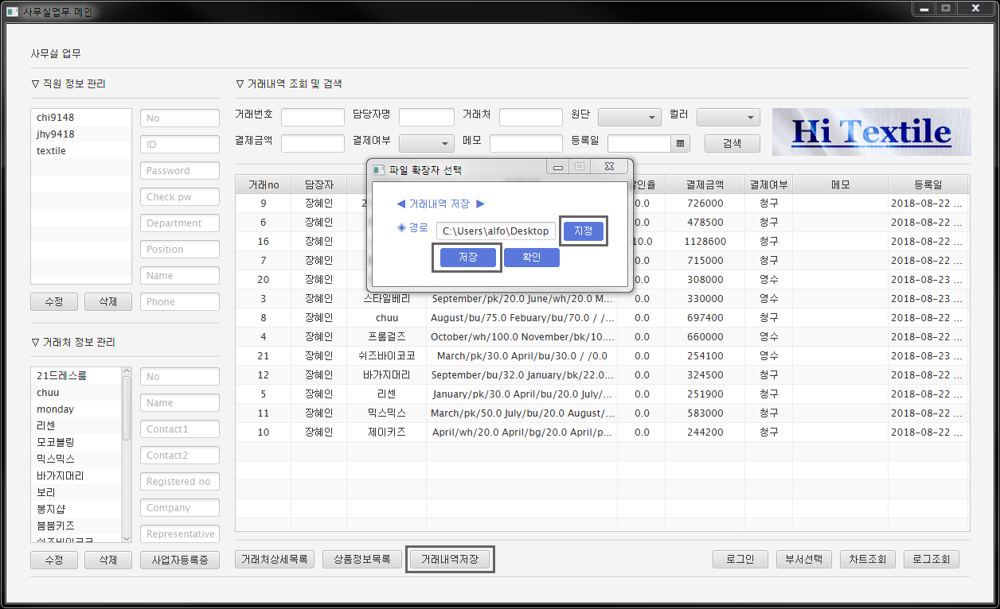 사무실업무 메인
사무실 업무
▽ 직원 정보 관리
chi9148
jhy9418
textile
No
ID
Password
Check pw
Department
Position
Name
Phone
수정 삭제
▽ 거래처 정보 관리
21드레스룸
chuu
monday
리센
모코블링
믹스믹스
바가지머리
보리
봉지샵
붐붐키즈
쉬즈바이코코
No
Name
Contact1
Contact2
Registered no
Company
Representative
수정 삭제 사업자등록증
▽ 거래내역 조회 및 검색
거래번호 담당자명 거래처 원단 컬러
결제금액 결제여부 메모 등록일 검색
Hi Textile
거래no 담장자 할인율 결제금액 결제여부 메모 등록일
9 장혜인 0.0 726000 청구 2018-08-22 ...
6 장혜인 0.0 478500 청구 2018-08-22 ...
16 장혜인 10.0 1128600 청구 2018-08-22 ...
7 장혜인 0.0 715000 청구 2018-08-22 ...
20 장혜인 0.0 308000 영수 2018-08-23 ...
3 장혜인 스타일베리 September/pk/20.0 June/wh/20.0 M... 0.0 330000 영수 2018-08-23 ...
8 장혜인 chuu August/bu/75.0 Febuary/bu/70.0 / /... 0.0 697400 청구 2018-08-22 ...
4 장혜인 프롬걸즈 October/wh/100.0 November/bk/10.... 0.0 660000 영수 2018-08-22 ...
21 장혜인 쉬즈바이코코 March/pk/30.0 April/bu/30.0 / /0.0 0.0 254100 영수 2018-08-23 ...
12 장혜인 바가지머리 September/bu/32.0 January/bk/22.0... 0.0 324500 청구 2018-08-22 ...
5 장혜인 리센 January/pk/30.0 April/bu/20.0 July/... 0.0 251900 청구 2018-08-22 ...
11 장혜인 믹스믹스 March/pk/50.0 July/bu/20.0 August/... 0.0 583000 청구 2018-08-22 ...
10 장혜인 제이키즈 April/wh/20.0 April/bg/20.0 April/p... 0.0 244200 청구 2018-08-22 ...
파일 확장자 선택
◀ 거래내역 저장 ▶
◈ 경로 C:\Users\alfo\Desktop 지정
저장 확인
거래처상세목록 상품정보목록 거래내역저장 로그인 부서선택 차트조회 로그조회